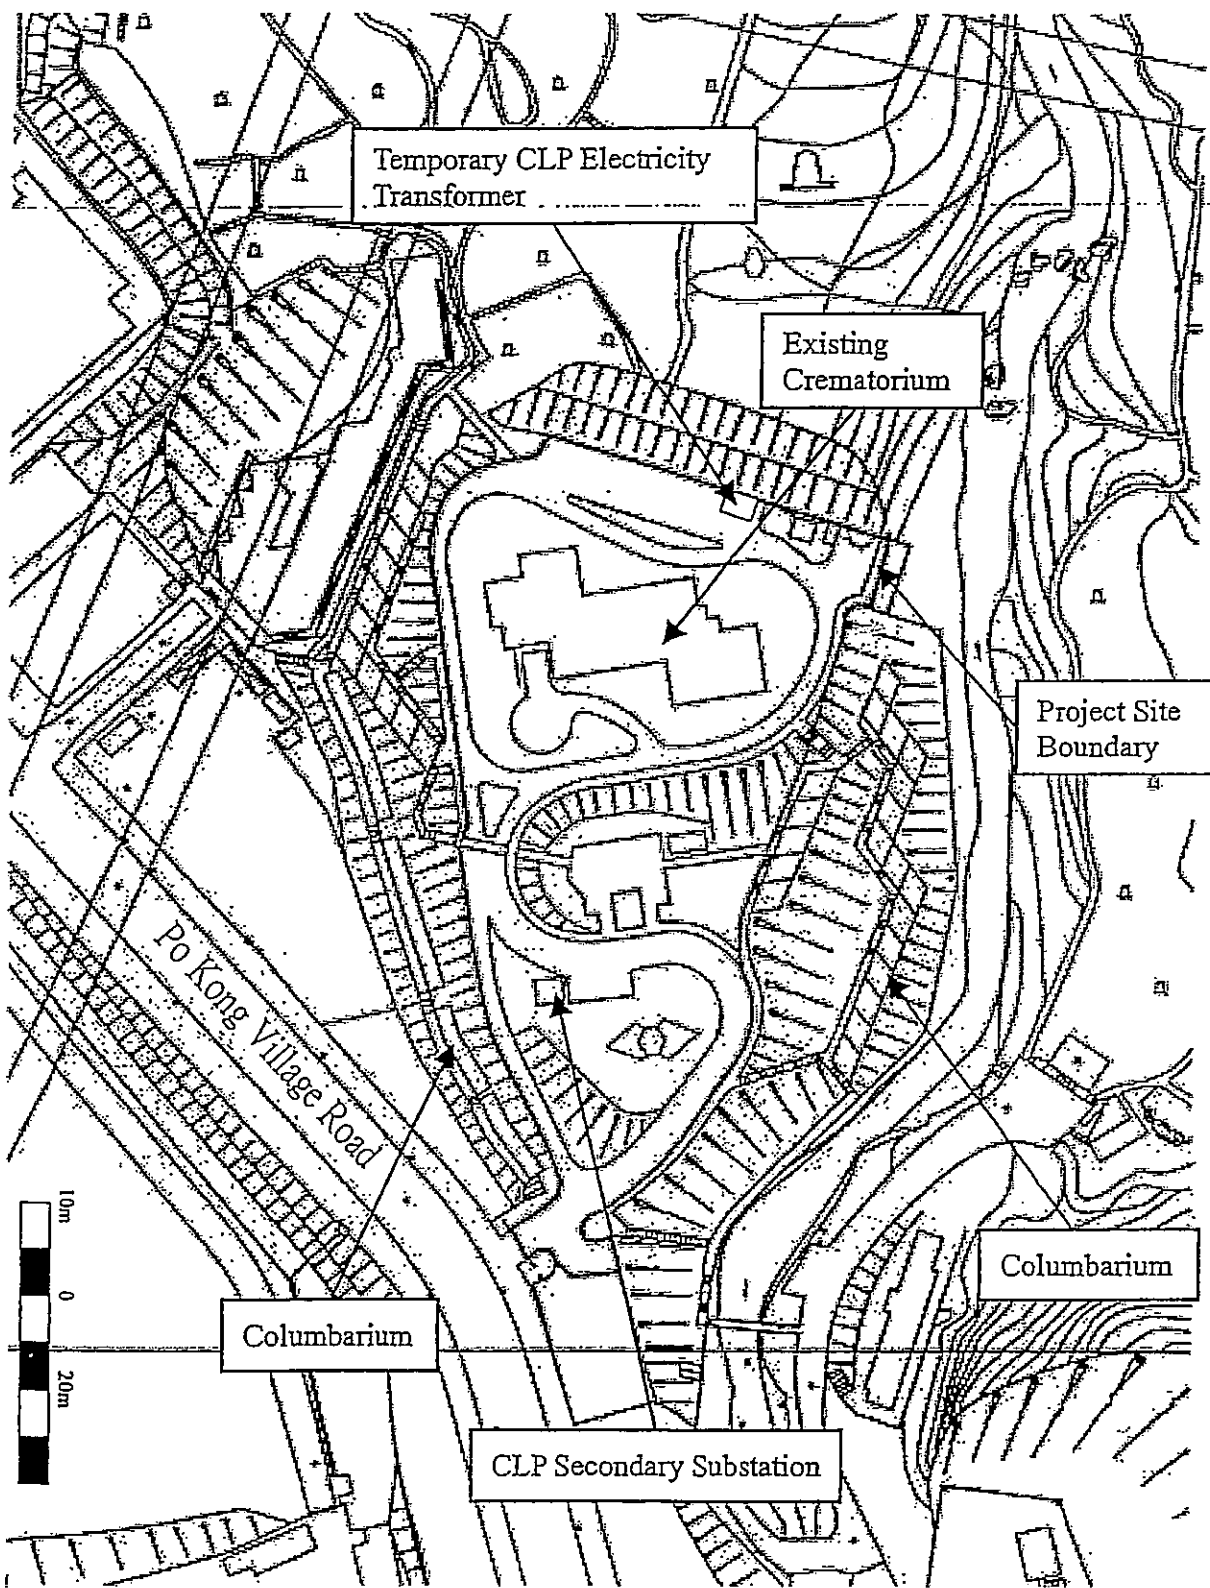 Temporary CLP Electricity
Transformer
Existing
Crematorium
Project Site
Boundary
Po Kong Village Road
10m
0
20m
Columbarium
Columbarium
CLP Secondary Substation